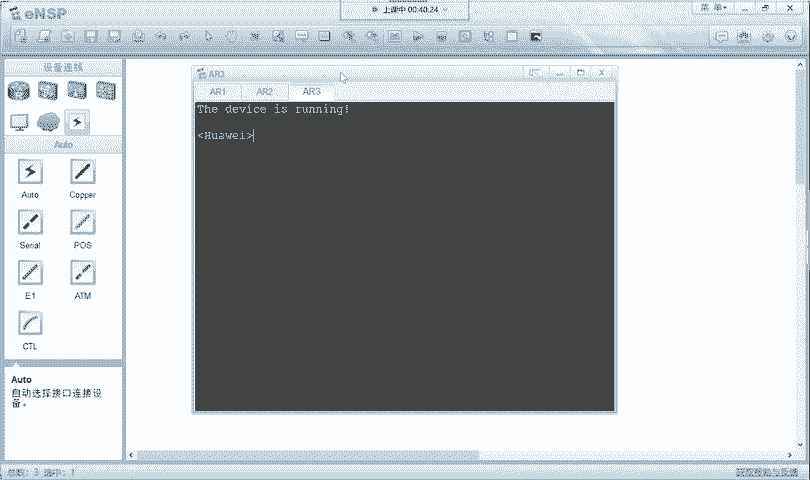 eNSP
上课中 00:40:24
菜 单
设备连线
AR3
AR1 AR2 AR3
The device is running!
<Huawei>
Auto
Auto Copper
Serial POS
E1 ATM
CTL
Auto
自动选择接口连接设
备。
总数: 3 选中: 1
获取帮助与反馈